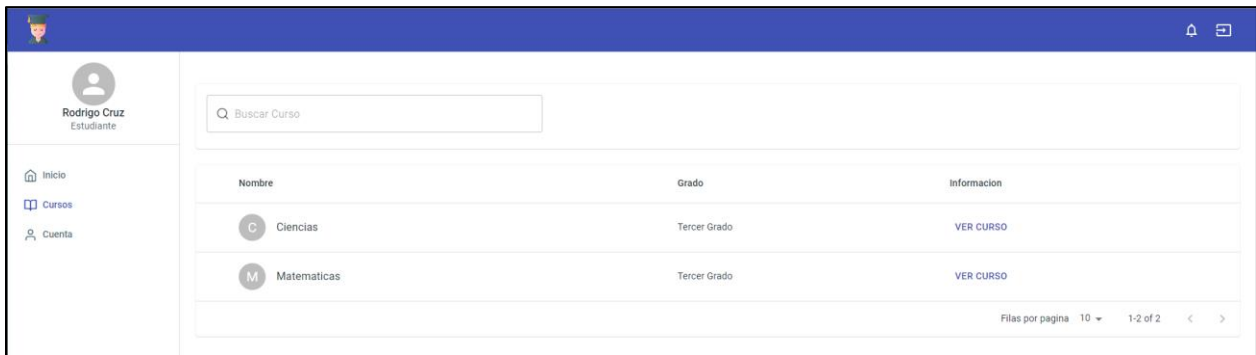 Rodrigo Cruz
Estudiante
Inicio
Cursos
Cuenta
Buscar Curso
Nombre Grado Informacion
C Ciencias Tercer Grado VER CURSO
M Matematicas Tercer Grado VER CURSO
Filas por pagina 10 1-2 of 2